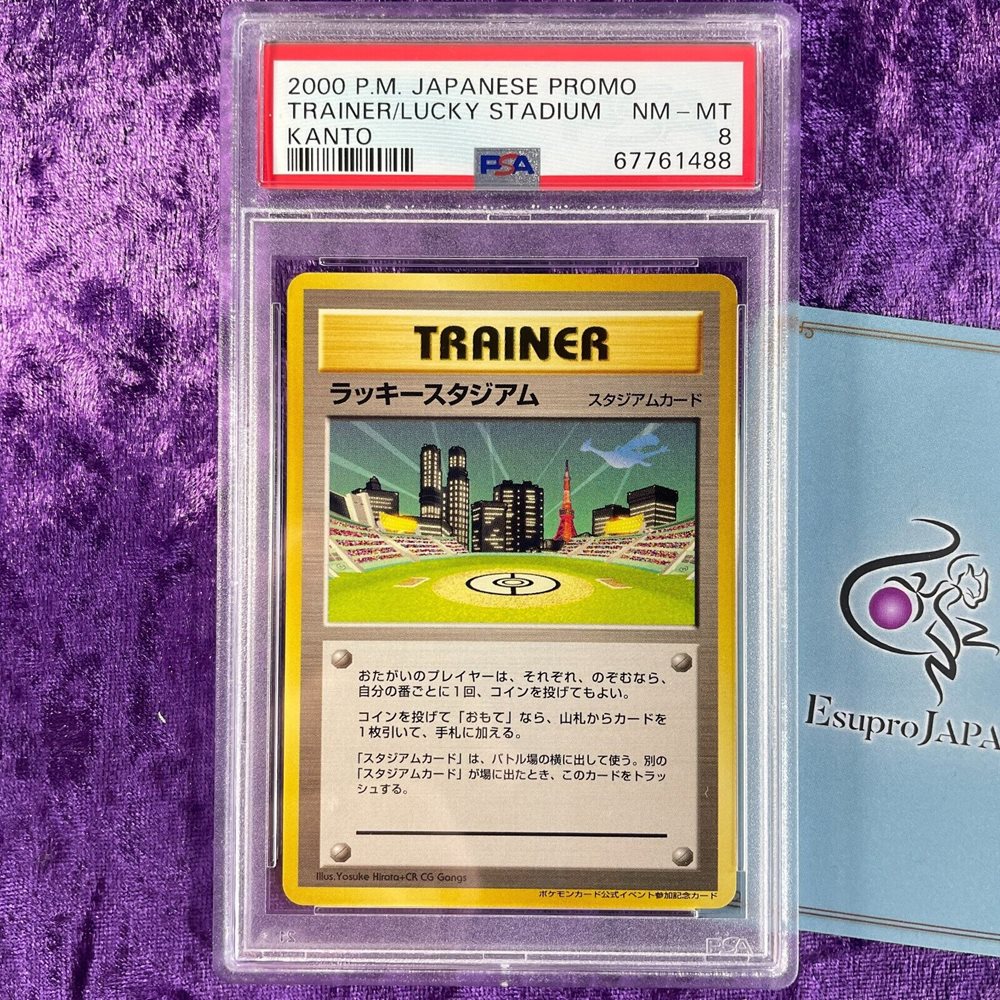 2000 P.M. JAPANESE PROMO
TRAINER/LUCKY STADIUM NM-MT
KANTO 8
PSA 67761488
TRAINER
ラッキースタジアム スタジアムカード
おたがいのプレイヤーは、それぞれ、のぞむなら、
自分の番ごとに1回、コインを投げてもよい。
コインを投げて「おもて」なら、山札からカードを
1枚引いて、手札に加える。
「スタジアムカード」は、バトル場の横に出して使う。別の
「スタジアムカード」が場に出たとき、このカードをトラッ
シュする。
Illus.Yosuke Hirata+CR CG Gangs
ポケモンカード公式イベント参加記念カード
PSA
EsuproJAPA